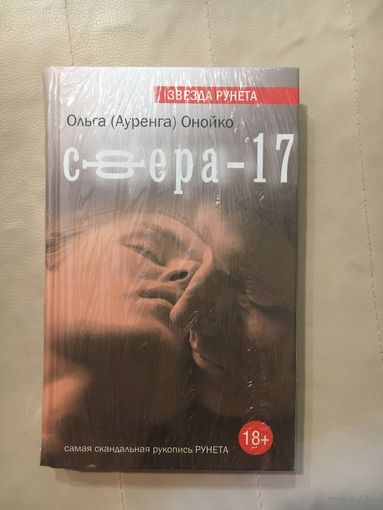 ЗВЕЗДА РУНЕТА
Ольга (Ауренга) Онойко
сфера-17
самая скандальная рукопись РУНЕТА
18+